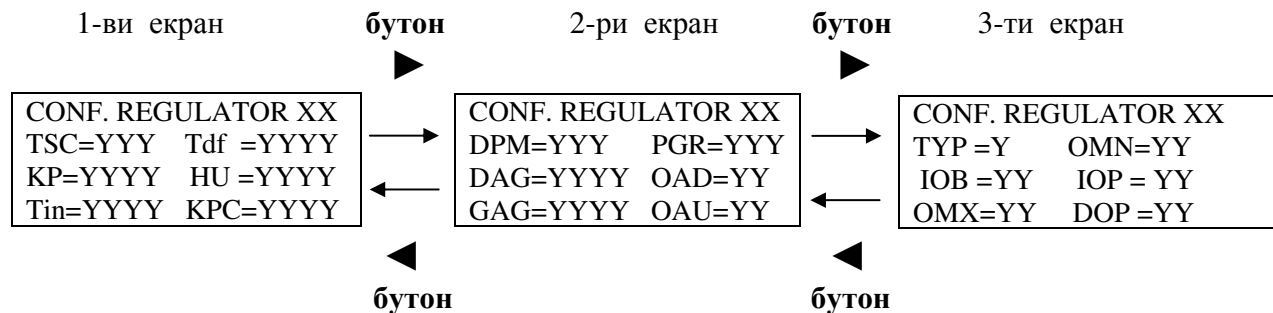 1-ви екран бутон 2-ри екран бутон 3-ти екран
CONF. REGULATOR XX
TSC=YYY Tdf =YYYY
KP=YYYY HU =YYYY
Tin=YYYY KPC=YYYY
CONF. REGULATOR XX
DPM=YYY PGR=YYY
DAG=YYYY OAD=YY
GAG=YYYY OAU=YY
CONF. REGULATOR XX
TYP =Y OMN=YY
IOB =YY IOP = YY
OMX=YY DOP =YY
бутон бутон